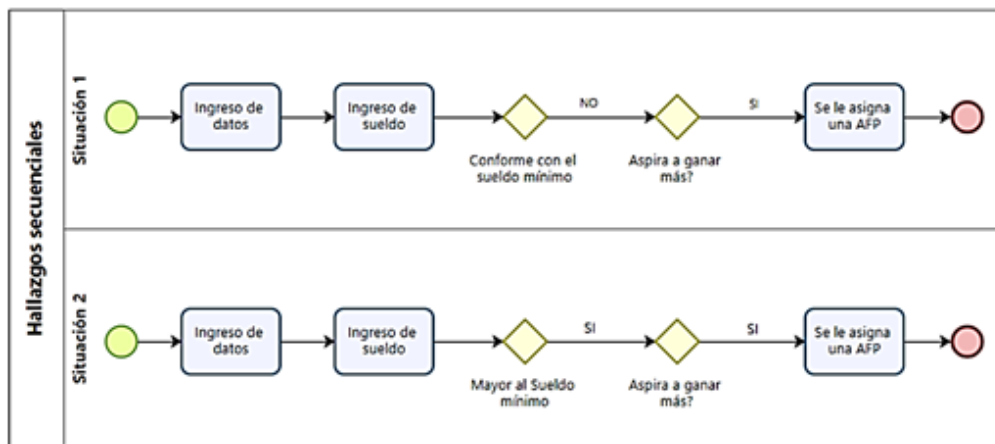 Hallazgos secuenciales
Situación 1
Ingreso de
datos
Ingreso de
sueldo
Conforme con el
sueldo mínimo
NO
Aspira a ganar
más?
SI
Se le asigna
una AFP
Situación 2
Ingreso de
datos
Ingreso de
sueldo
Mayor al Sueldo
mínimo
SI
Aspira a ganar
más?
SI
Se le asigna
una AFP